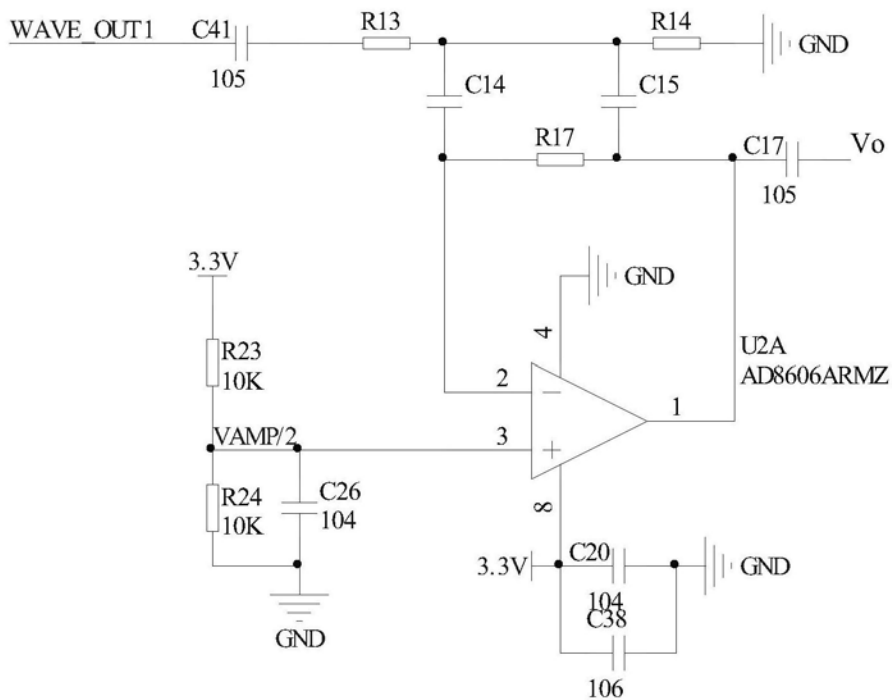 WAVE_OUT1
C41
105
R13
R14
GND
C14
C15
R17
C17
105
Vo
3.3V
GND
R23
10K
4
U2A
AD8606ARMZ
2
1
VAMP/2
3
R24
10K
C26
104
8
3.3V
C20
104
GND
C38
106
GND